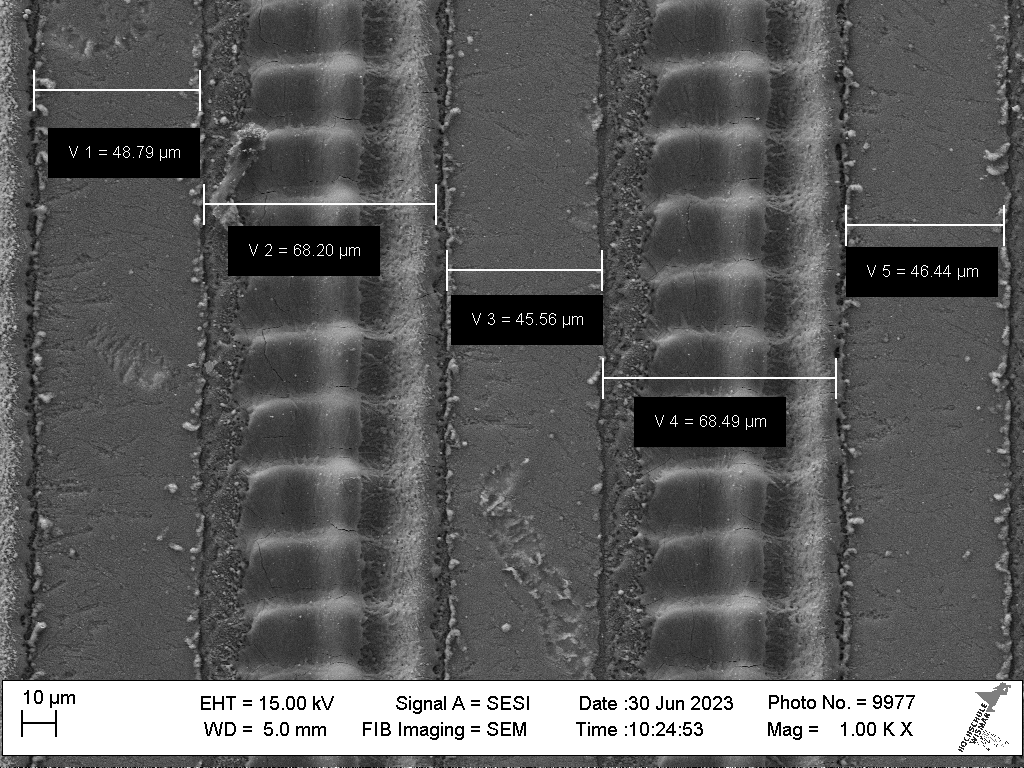 V 1 = 48.79 µm
V 2 = 68.20 µm
V 5 = 46.44 µm
V 3 = 45.56 µm
V 4 = 68.49 µm
10 µm
EHT = 15.00 kV
Signal A = SESI
Date :30 Jun 2023
Photo No. = 9977
WD = 5.0 mm
FIB Imaging = SEM
Time :10:24:53
Mag = 1.00 K X
HOCHSCHULE
WISMAR